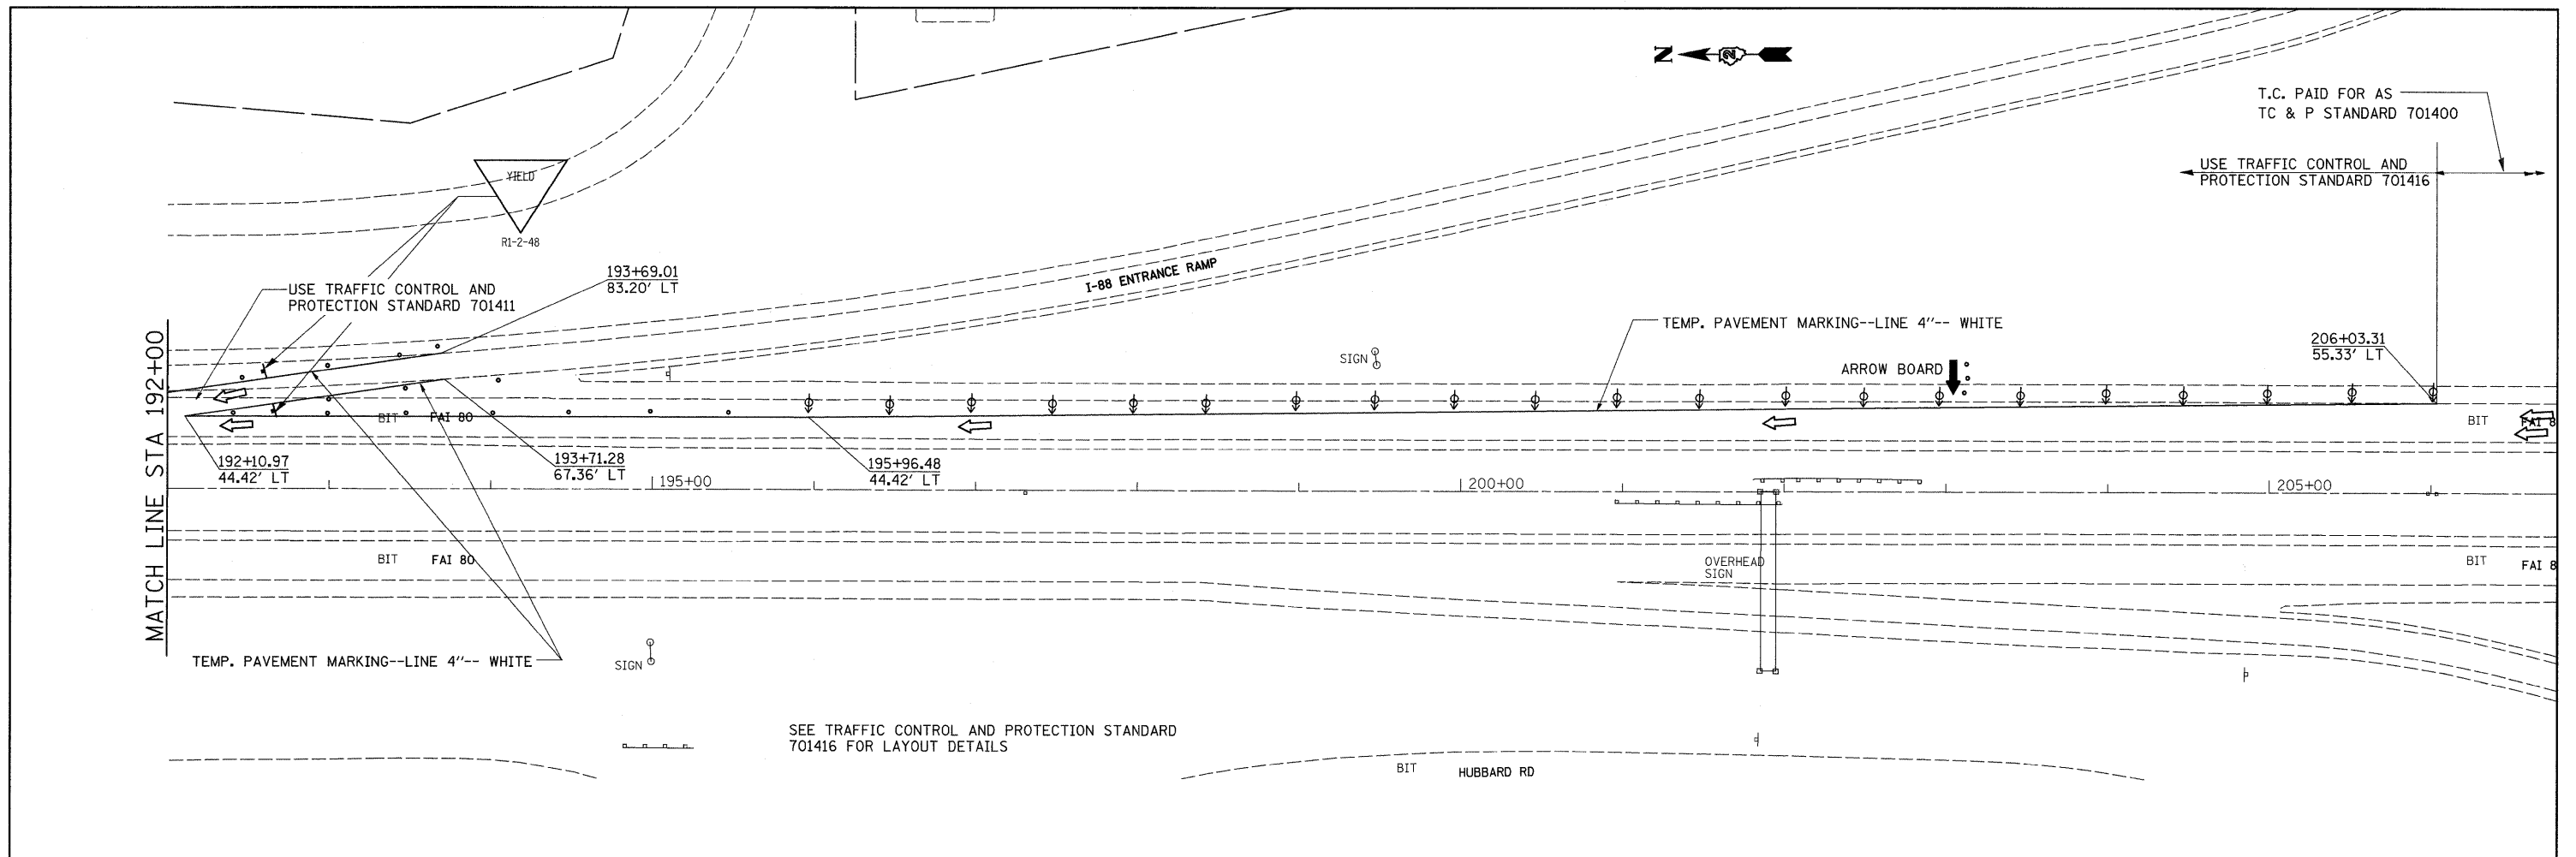 N
2
T.C. PAID FOR AS
TC & P STANDARD 701400
USE TRAFFIC CONTROL AND
PROTECTION STANDARD 701416
YIELD
R1-2-48
193+69.01
83.20' LT
I-88 ENTRANCE RAMP
USE TRAFFIC CONTROL AND
PROTECTION STANDARD 701411
TEMP. PAVEMENT MARKING--LINE 4"-- WHITE
206+03.31
55.33' LT
SIGN
ARROW BOARD
MATCH LINE STA 192+00
BIT FAI 80
BIT FAI 8
192+10.97
44.42' LT
193+71.28
67.36' LT
195+96.48
44.42' LT
195+00
200+00
205+00
BIT FAI 80
OVERHEAD
SIGN
BIT FAI 8
TEMP. PAVEMENT MARKING--LINE 4"-- WHITE
SIGN
SEE TRAFFIC CONTROL AND PROTECTION STANDARD
701416 FOR LAYOUT DETAILS
BIT HUBBARD RD